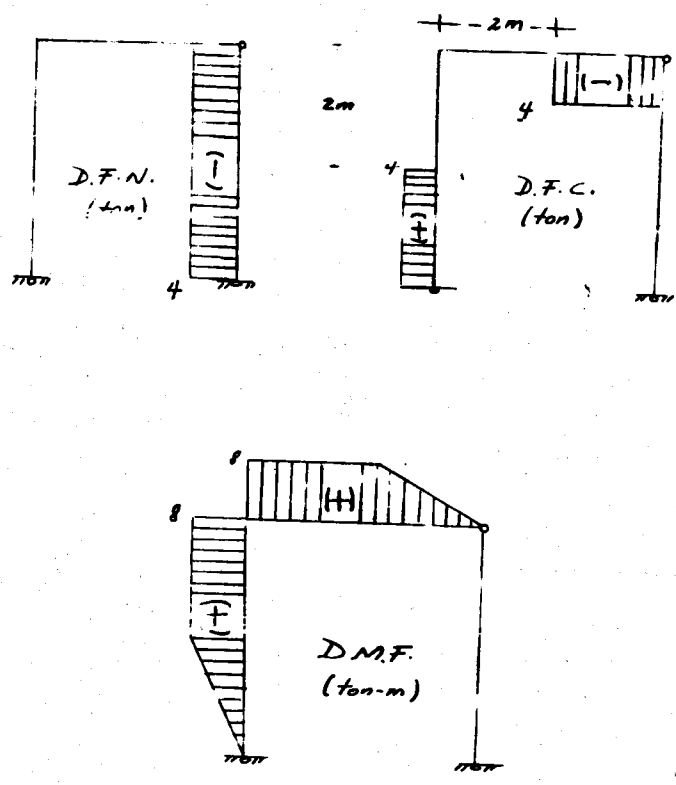 2m
2m
4
D.F.N.
(ton)
(-)
4
4
D.F.C.
(ton)
(-)
(+)
8
8
(+)
(+)
D.M.F.
(ton-m)